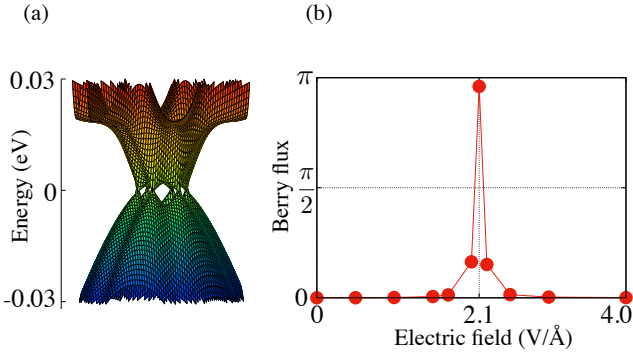 (a)
(b)
0.03
0
-0.03
Energy (eV)
π
π/2
0
Berry flux
0
2.1
4.0
Electric field (V/Å)